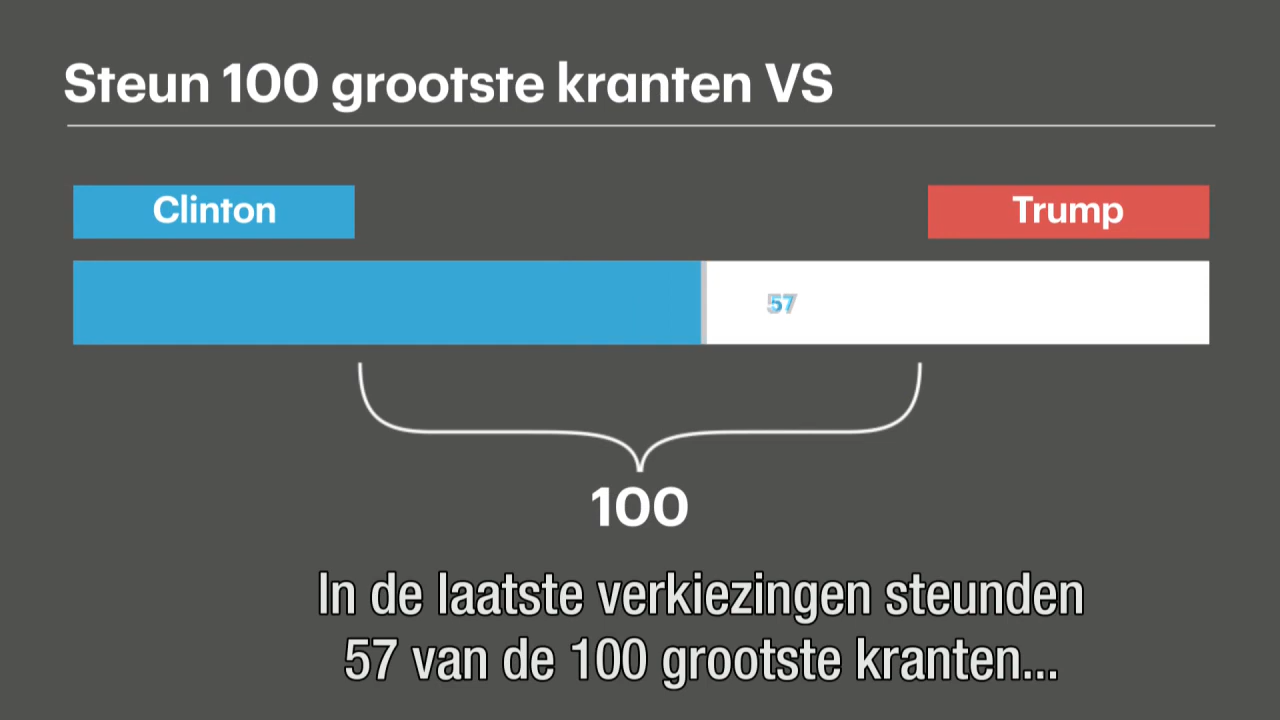 Steun 100 grootste kranten VS
Clinton
Trump
57
100
In de laatste verkiezingen steunden
57 van de 100 grootste kranten...